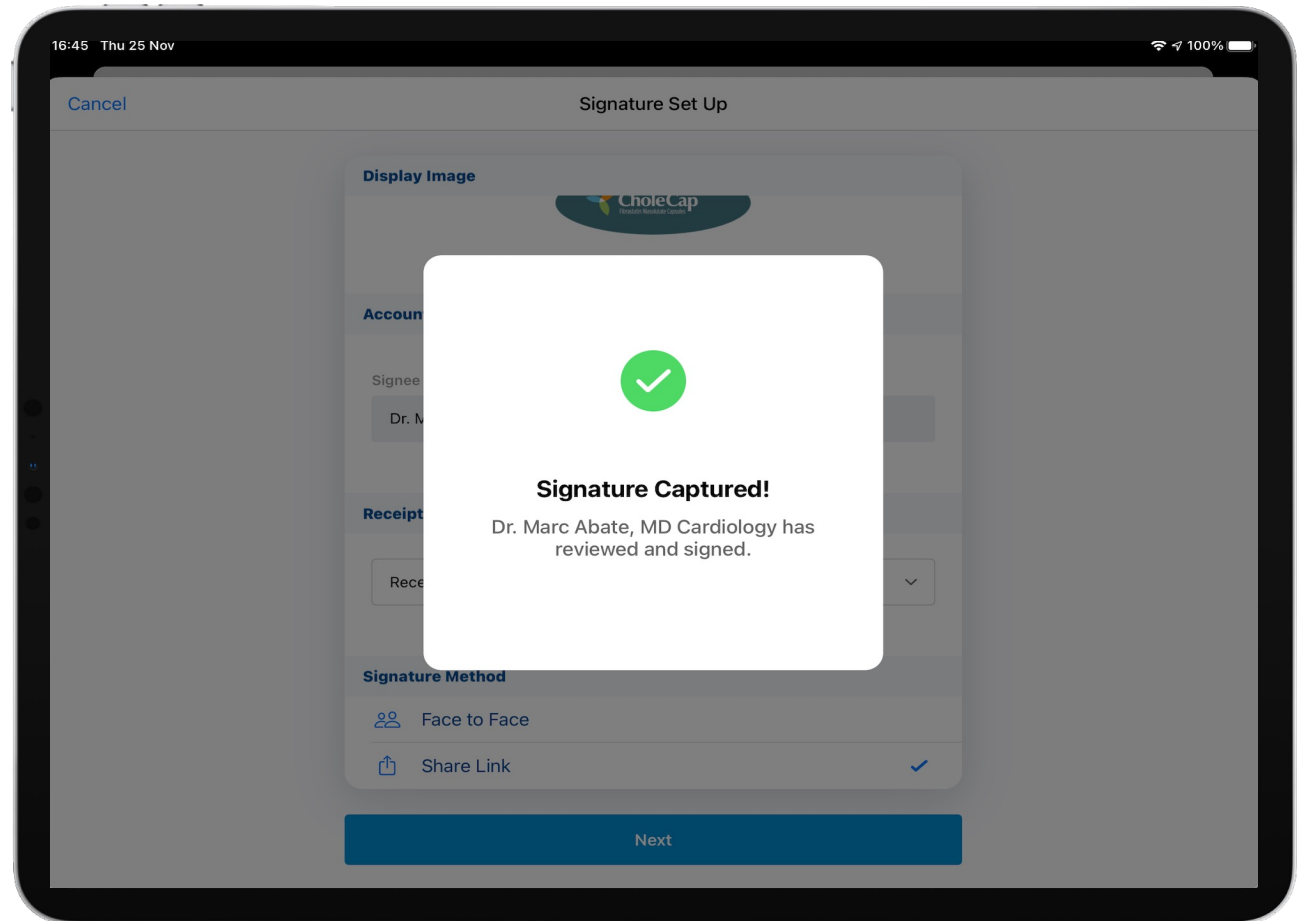 16:45 Thu 25 Nov
100%
Cancel
Signature Set Up
Display Image
CholeCap
Accoun
Signee
Dr. M
Signature Captured!
Dr. Marc Abate, MD Cardiology has
reviewed and signed.
Receipt
Rece
Signature Method
Face to Face
Share Link
Next